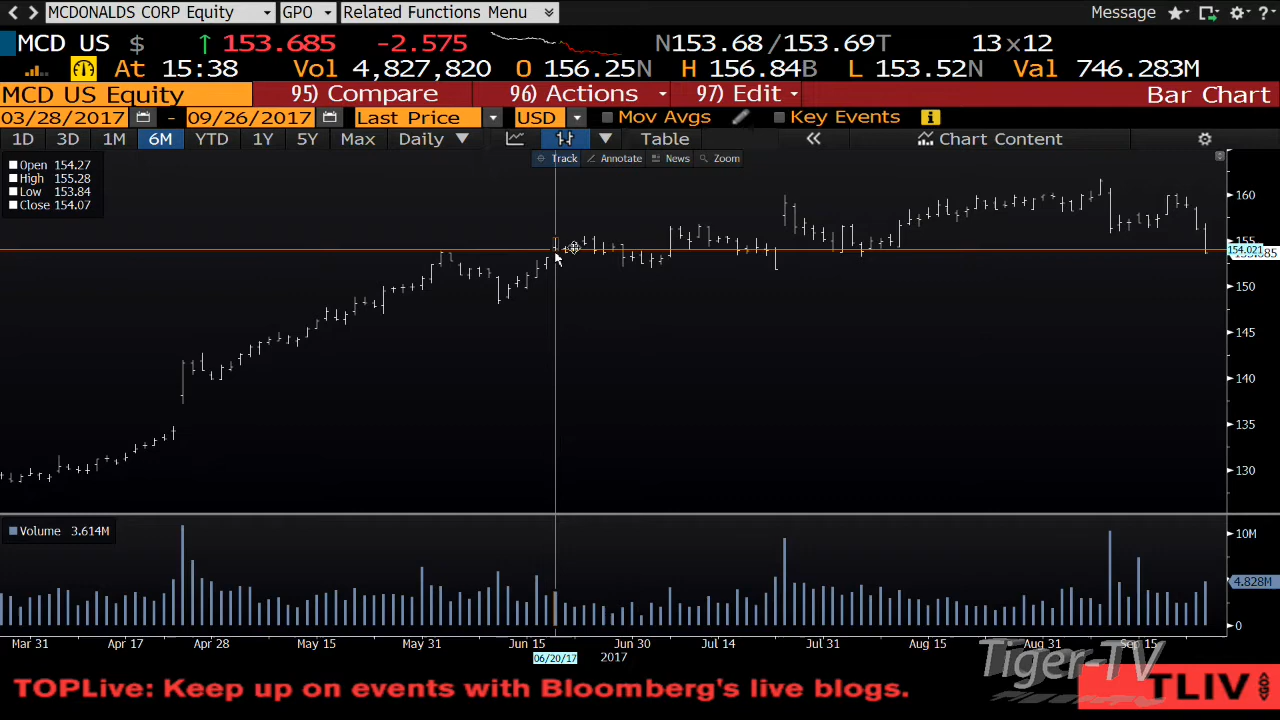 MCDONALDS CORP Equity GPO Related Functions Menu Message ?
MCD US $ ↑ 153.685 -2.575 N153.68/153.69T 13x12
At 15:38 Vol 4,827,820 O 156.25N H 156.84B L 153.52N Val 746.283M
MCD US Equity 95) Compare 96) Actions 97) Edit Bar Chart
03/28/2017 - 09/26/2017 Last Price USD Mov Avgs Key Events i
1D 3D 1M 6M YTD 1Y 5Y Max Daily ▼ Table « Chart Content
Track Annotate News Zoom
Open 154.27
High 155.28
Low 153.84
Close 154.07
160
155
154.021
150
145
140
135
130
Volume 3.614M
10M
4.828M
0
Mar 31 Apr 17 Apr 28 May 15 May 31 Jun 15 Jun 30 Jul 14 Jul 31 Aug 15 Aug 31 Sep 15
06/20/17 2017
Tiger-TV
TOPLive: Keep up on events with Bloomberg's live blogs. TLIV